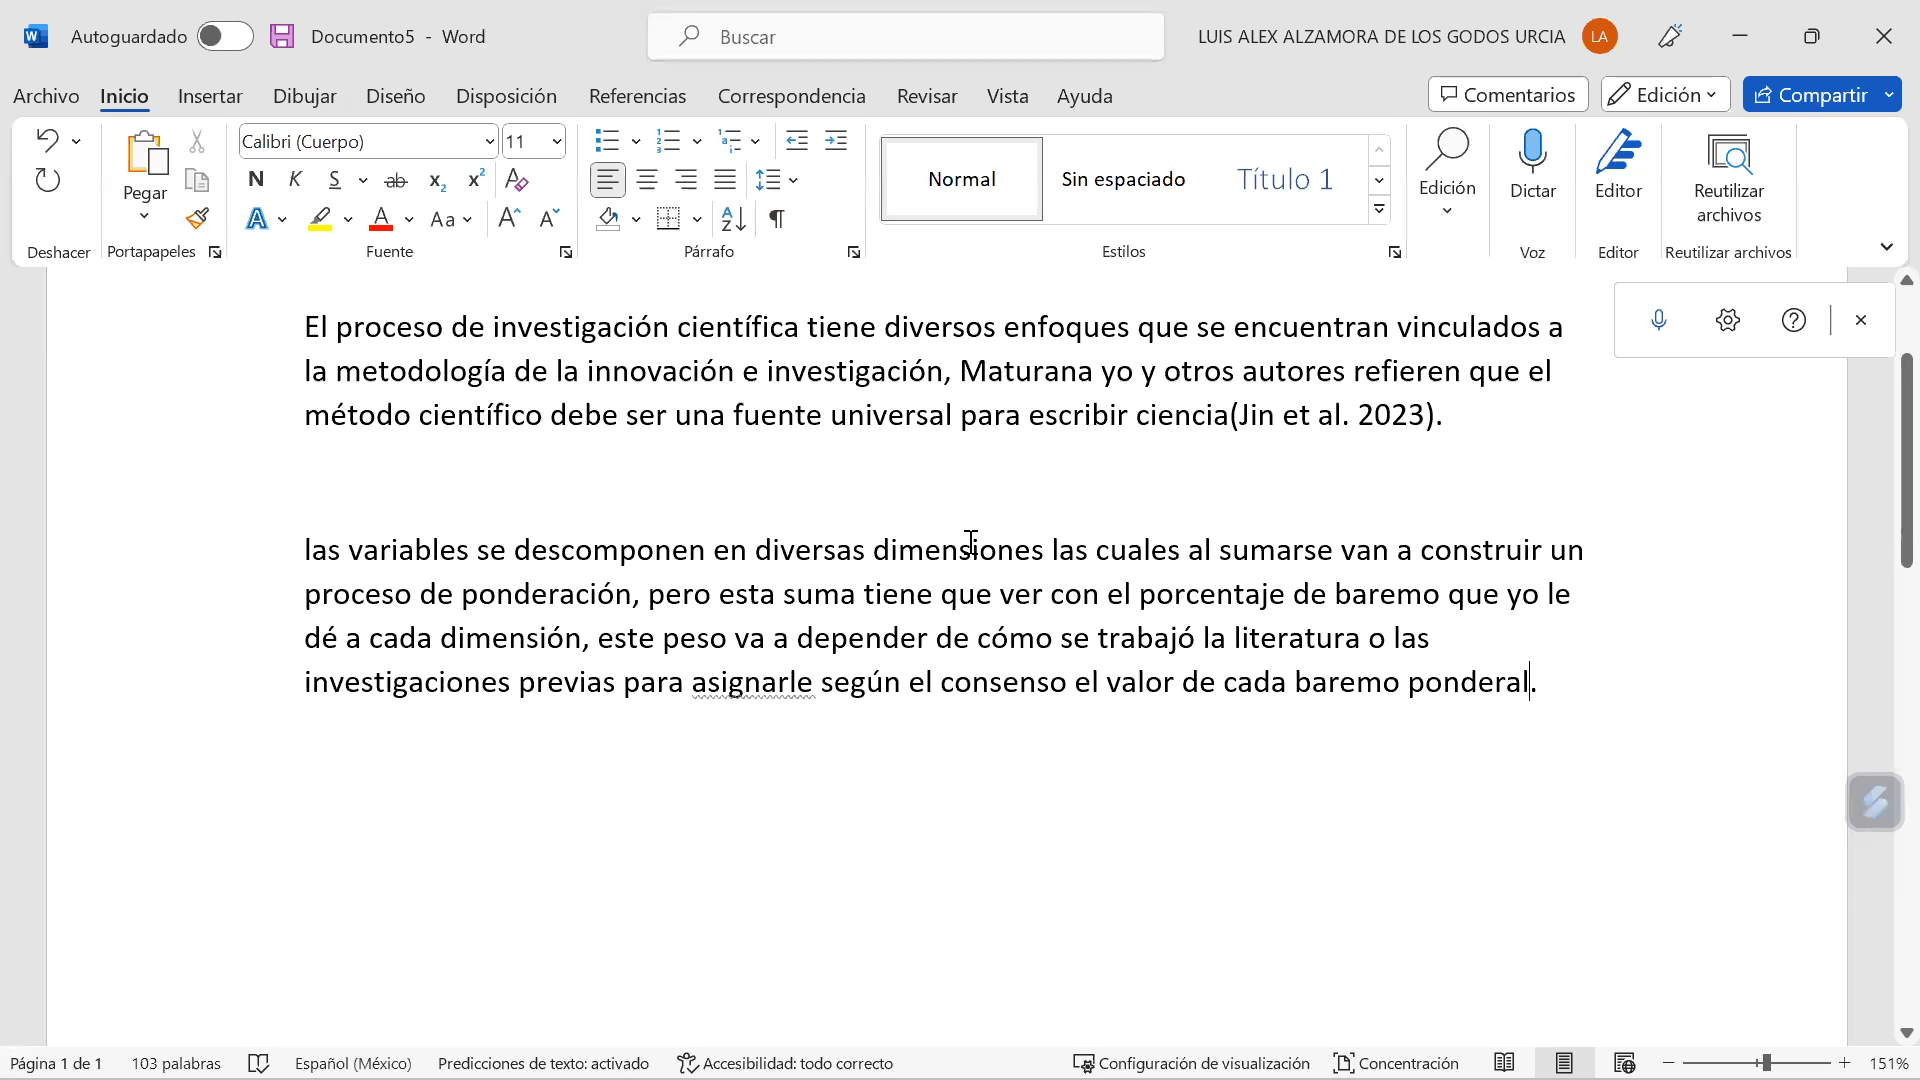 Autoguardado Documento5 - Word Buscar LUIS ALEX ALZAMORA DE LOS GODOS URCIA LA
Archivo Inicio Insertar Dibujar Diseño Disposición Referencias Correspondencia Revisar Vista Ayuda Comentarios Edición Compartir
Calibri (Cuerpo) 11
Pegar
N K S ab x₂ x² A
A A Aa A A
Normal Sin espaciado Título 1
Edición Dictar Editor Reutilizar archivos
Deshacer Portapapeles Fuente Párrafo Estilos Voz Editor Reutilizar archivos
El proceso de investigación científica tiene diversos enfoques que se encuentran vinculados a
la metodología de la innovación e investigación, Maturana yo y otros autores refieren que el
método científico debe ser una fuente universal para escribir ciencia(Jin et al. 2023).
las variables se descomponen en diversas dimensiones las cuales al sumarse van a construir un
proceso de ponderación, pero esta suma tiene que ver con el porcentaje de baremo que yo le
dé a cada dimensión, este peso va a depender de cómo se trabajó la literatura o las
investigaciones previas para asignarle según el consenso el valor de cada baremo ponderal.
Página 1 de 1 103 palabras Español (México) Predicciones de texto: activado Accesibilidad: todo correcto Configuración de visualización Concentración 151%